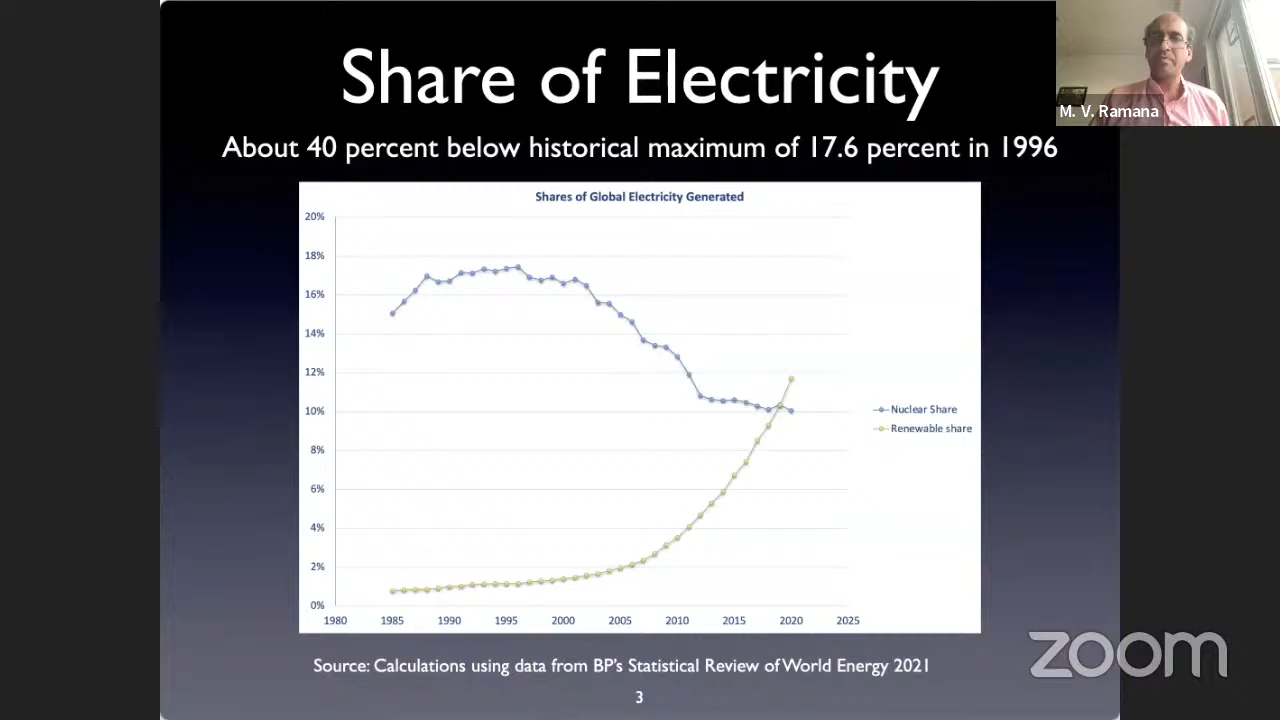 Share of Electricity
M. V. Ramana
About 40 percent below historical maximum of 17.6 percent in 1996
Shares of Global Electricity Generated
20%
18%
16%
14%
12%
10%
8%
6%
4%
2%
0%
1980 1985 1990 1995 2000 2005 2010 2015 2020 2025
Nuclear Share
Renewable share
Source: Calculations using data from BP's Statistical Review of World Energy 2021
3
zoom